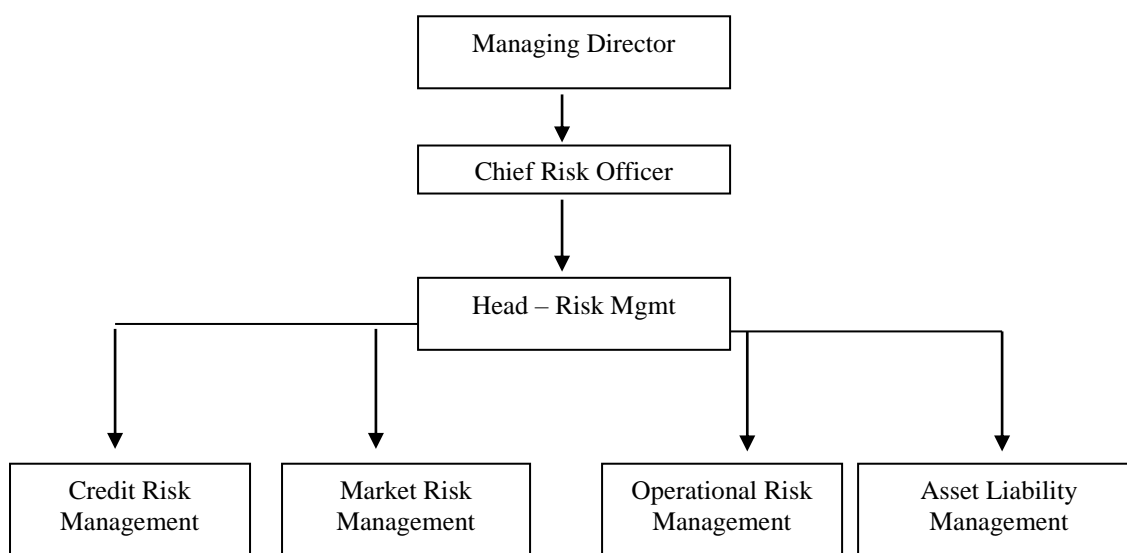 Managing Director
Chief Risk Officer
Head – Risk Mgmt
Credit Risk
Management
Market Risk
Management
Operational Risk
Management
Asset Liability
Management